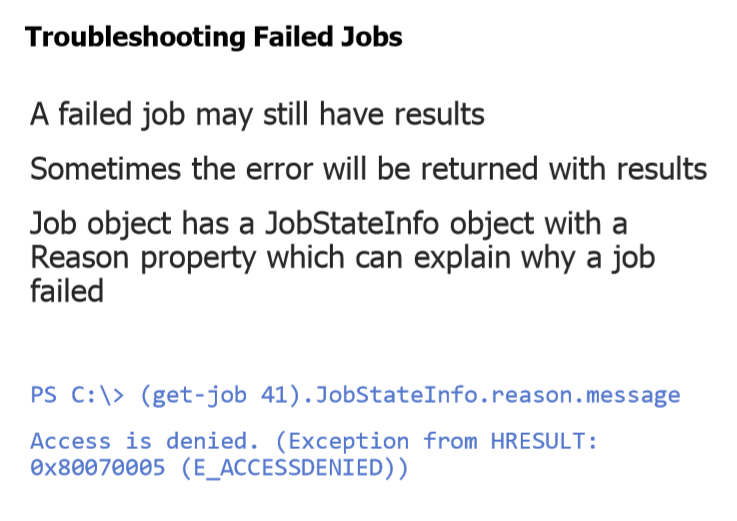 Troubleshooting Failed Jobs
A failed job may still have results
Sometimes the error will be returned with results
Job object has a JobStateInfo object with a
Reason property which can explain why a job
failed
PS C:\> (get-job 41).JobStateInfo.reason.message
Access is denied. (Exception from HRESULT:
0x80070005 (E_ACCESSDENIED))